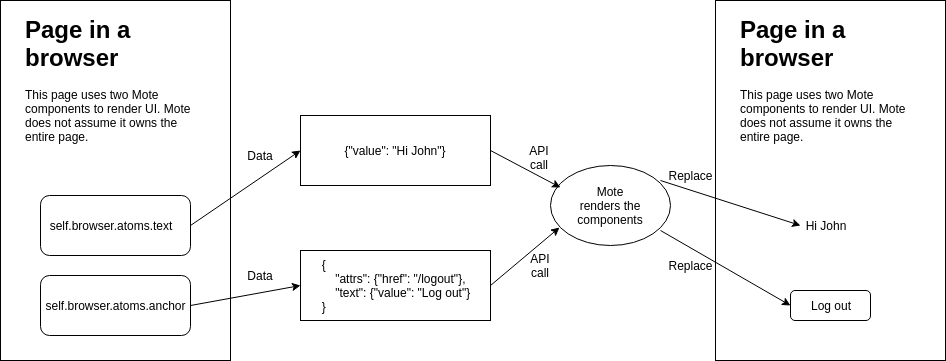 Page in a
browser
This page uses two Mote
components to render UI. Mote
does not assume it owns the
entire page.
self.browser.atoms.text
self.browser.atoms.anchor
Data
Data
{"value": "Hi John"}
{
"attrs": {"href": "/logout"},
"text": {"value": "Log out"}
}
API
call
API
call
Mote
renders the
components
Replace
Replace
Page in a
browser
This page uses two Mote
components to render UI. Mote
does not assume it owns the
entire page.
Hi John
Log out